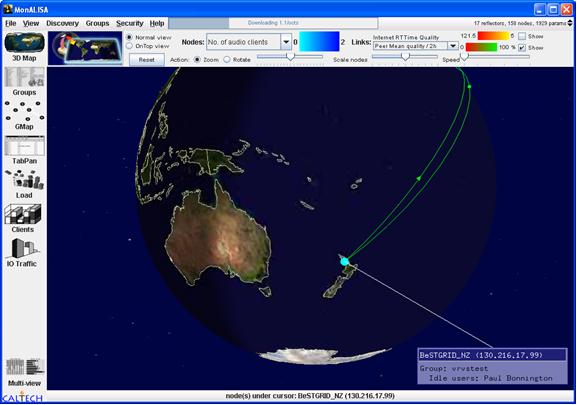 MonALISA
File View Discovery Groups Security Help
Downloading 1.1/octs
17 reflectors, 158 nodes, 1929 params
3D Map
Normal view
OnTop view
Reset
Nodes: No. of audio clients 0 2
Links: Internet RTTime Quality 121.5 5 Show
Peer Mean quality / 2h 0 100 % Show
Action: Zoom Rotate Scale nodes Speed
Groups
GMap
TabPan
Load
Clients
IO Traffic
BeSTGRID_NZ (130.216.17.99)
Group: vrvstest
Idle users: Paul Bonnington
Multi-view
CALTECH
node(s) under cursor: BeSTGRID_NZ (130.216.17.99)